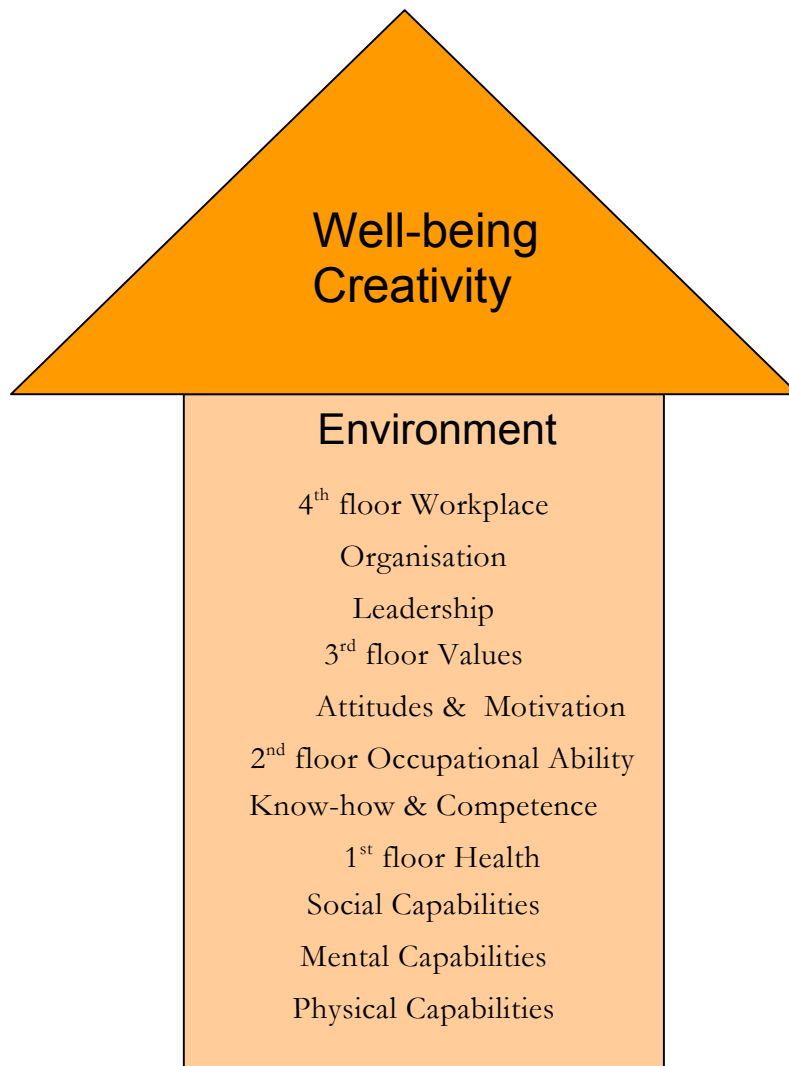 Well-being
Creativity
Environment
4th floor Workplace
Organisation
Leadership
3rd floor Values
Attitudes & Motivation
2nd floor Occupational Ability
Know-how & Competence
1st floor Health
Social Capabilities
Mental Capabilities
Physical Capabilities